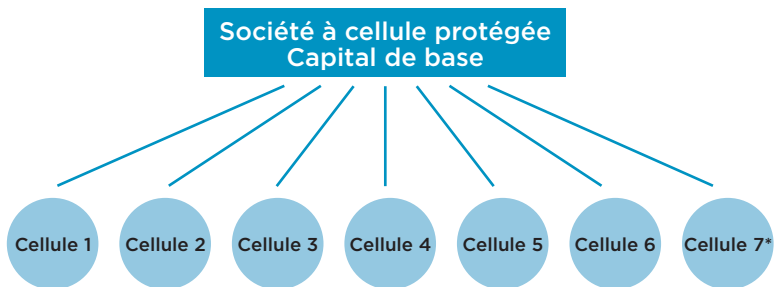 Société à cellule protégée
Capital de base
Cellule 1 Cellule 2 Cellule 3 Cellule 4 Cellule 5 Cellule 6 Cellule 7*